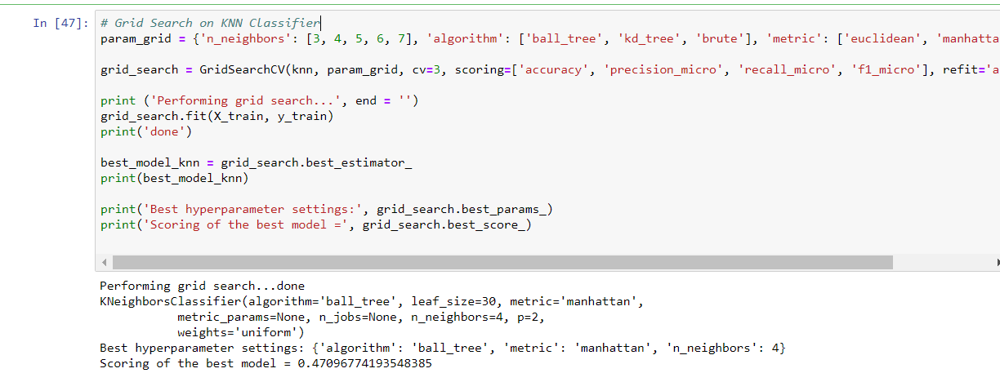 In [47]: # Grid Search on KNN Classifier
param_grid = {'n_neighbors': [3, 4, 5, 6, 7], 'algorithm': ['ball_tree', 'kd_tree', 'brute'], 'metric': ['euclidean', 'manhatta
grid_search = GridSearchCV(knn, param_grid, cv=3, scoring=['accuracy', 'precision_micro', 'recall_micro', 'f1_micro'], refit='a
print ('Performing grid search...', end = '')
grid_search.fit(X_train, y_train)
print('done')
best_model_knn = grid_search.best_estimator_
print(best_model_knn)
print('Best hyperparameter settings:', grid_search.best_params_)
print('Scoring of the best model =', grid_search.best_score_)
Performing grid search...done
KNeighborsClassifier(algorithm='ball_tree', leaf_size=30, metric='manhattan',
metric_params=None, n_jobs=None, n_neighbors=4, p=2,
weights='uniform')
Best hyperparameter settings: {'algorithm': 'ball_tree', 'metric': 'manhattan', 'n_neighbors': 4}
Scoring of the best model = 0.47096774193548385